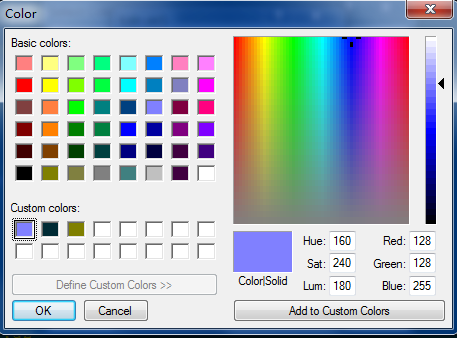 Color
Basic colors:
Custom colors:
Define Custom Colors >>
OK
Cancel
Color|Solid
Hue: 160
Sat: 240
Lum: 180
Red: 128
Green: 128
Blue: 255
Add to Custom Colors